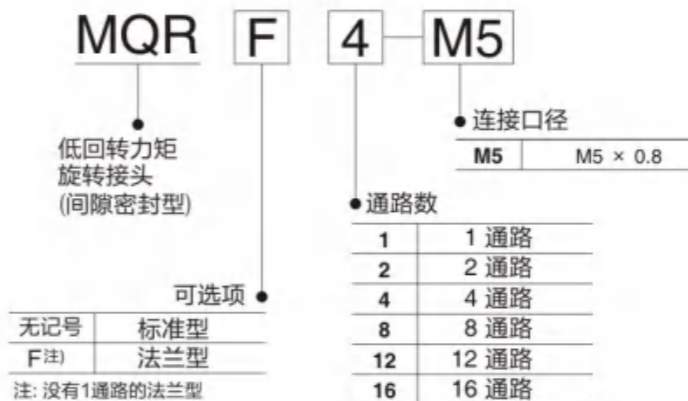 MQR F 4 M5
低回转力矩
旋转接头
(间隙密封型)
连接口径
M5 M5 × 0.8
通路数
1 1 通路
2 2 通路
4 4 通路
8 8 通路
12 12 通路
16 16 通路
可选项
无记号 标准型
F注) 法兰型
注: 没有1通路的法兰型